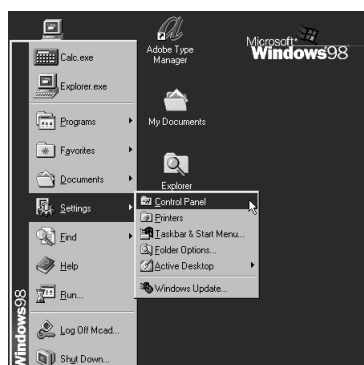 Calc.exe
Explorer.exe
Programs
Favorites
Documents
Settings
Find
Help
Run...
Log Off Mcad...
Shut Down...
Windows98
Adobe Type
Manager
My Documents
Explorer
Microsoft
Windows98
Control Panel
Printers
Taskbar & Start Menu...
Folder Options...
Active Desktop
Windows Update...